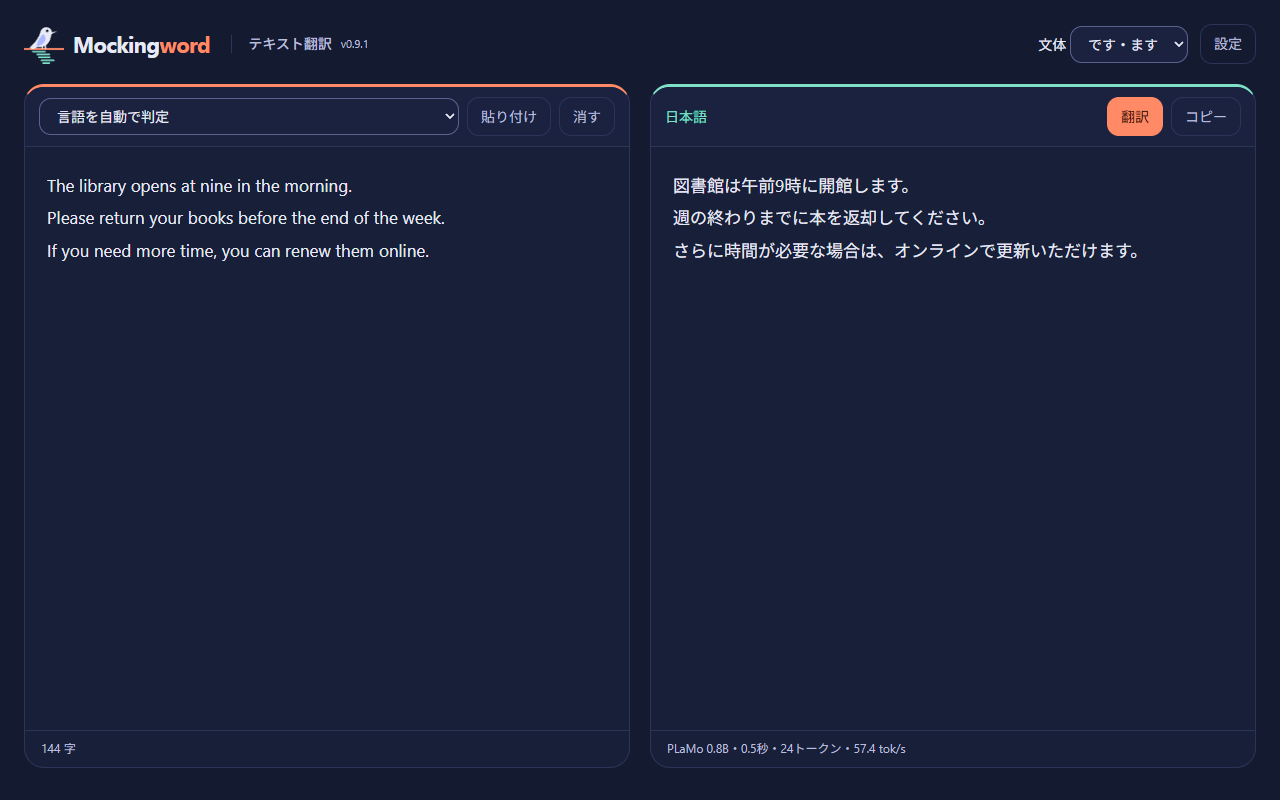 Mockingword
テキスト翻訳 v0.9.1
文体 です・ます 設定
言語を自動で判定 貼り付け 消す
The library opens at nine in the morning.
Please return your books before the end of the week.
If you need more time, you can renew them online.
144 字
日本語 翻訳 コピー
図書館は午前9時に開館します。
週の終わりまでに本を返却してください。
さらに時間が必要な場合は、オンラインで更新いただけます。
PLaMo 0.8B・0.5秒・24トークン・57.4 tok/s